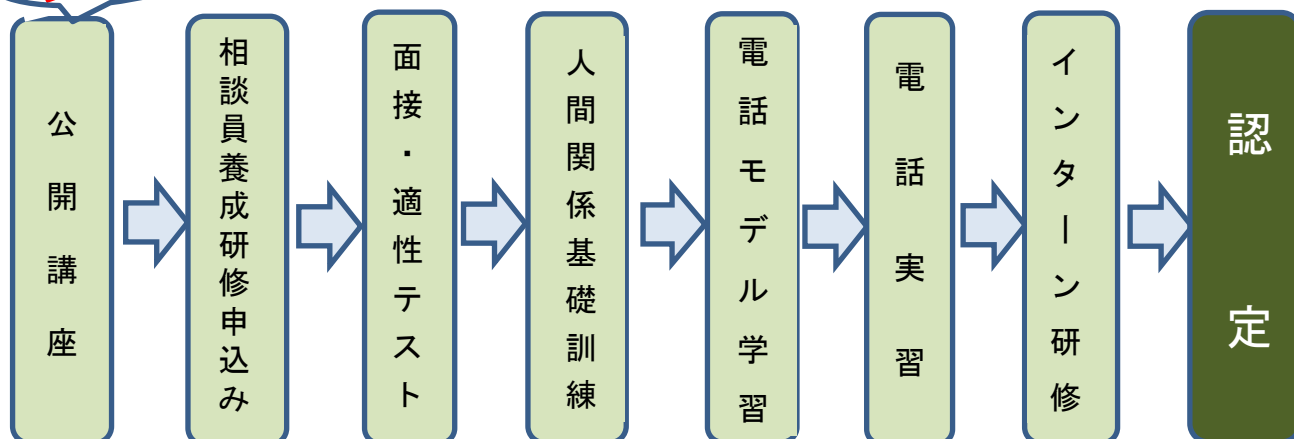 公開講座
相談員養成研修申込み
面接・適性テスト
人間関係基礎訓練
電話モデル学習
電話実習
インターン研修
認定